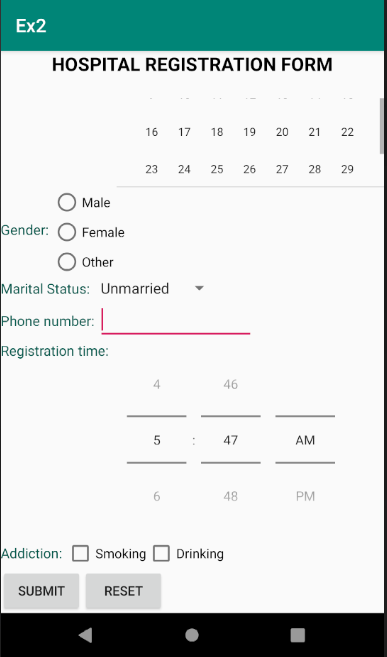 Ex2
HOSPITAL REGISTRATION FORM
16 17 18 19 20 21 22
23 24 25 26 27 28 29
Male
Gender: Female
Other
Marital Status: Unmarried
Phone number:
Registration time:
4 46
5 : 47 AM
6 48 PM
Addiction: Smoking Drinking
SUBMIT RESET